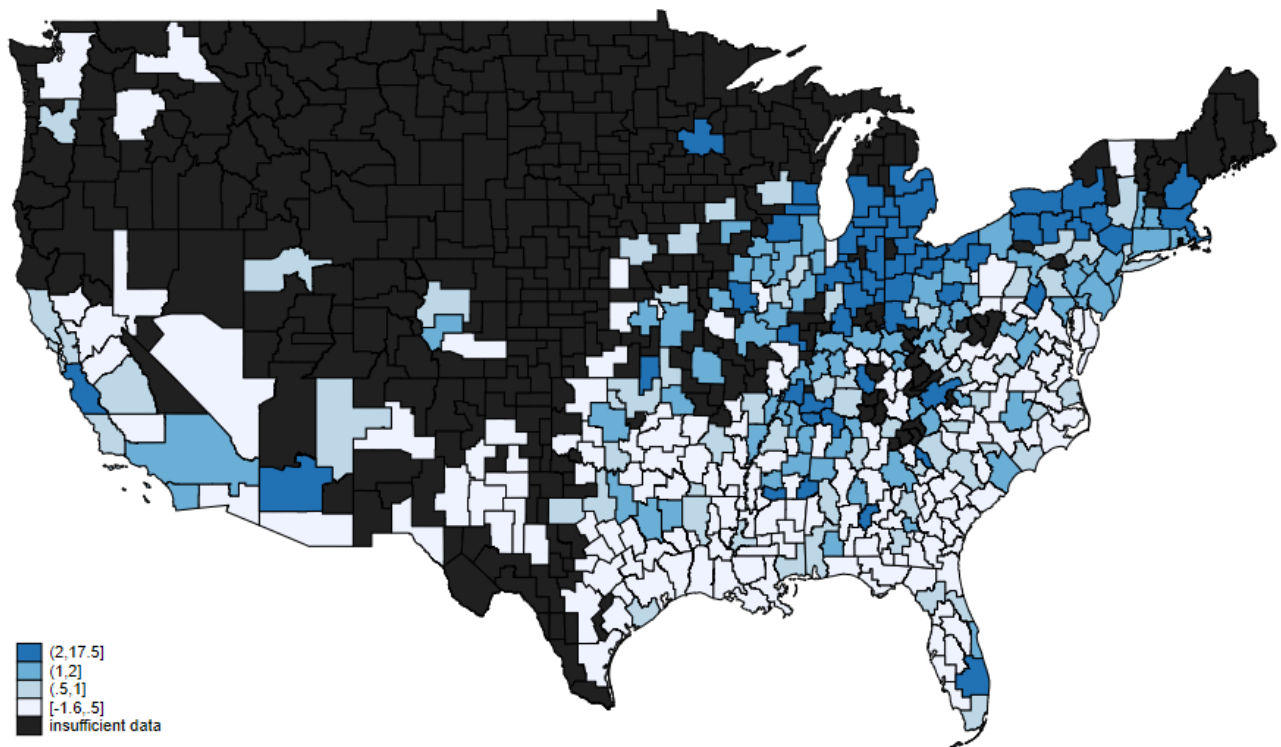 (2,17.5]
(1,2]
(.5,1]
[-1.6,.5]
insufficient data